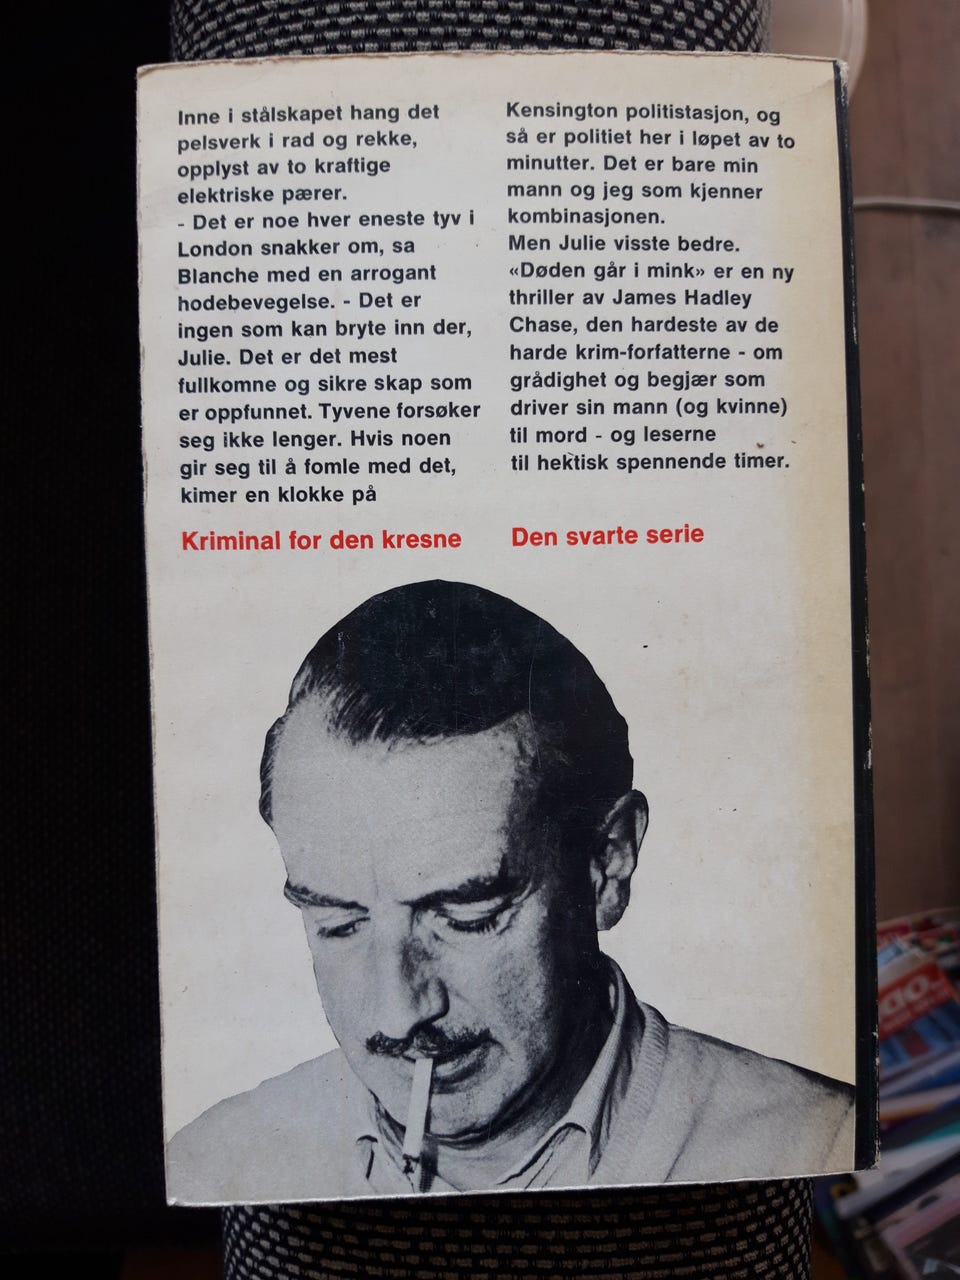 Inne i stålskapet hang det
pelsverk i rad og rekke,
opplyst av to kraftige
elektriske pærer.
- Det er noe hver eneste tyv i
London snakker om, sa
Blanche med en arrogant
hodebevegelse. - Det er
ingen som kan bryte inn der,
Julie. Det er det mest
fullkomne og sikre skap som
er oppfunnet. Tyvene forsøker
seg ikke lenger. Hvis noen
gir seg til å fomle med det,
kimer en klokke på
Kensington politistasjon, og
så er politiet her i løpet av to
minutter. Det er bare min
mann og jeg som kjenner
kombinasjonen.
Men Julie visste bedre.
«Døden går i mink» er en ny
thriller av James Hadley
Chase, den hardeste av de
harde krim-forfatterne - om
grådighet og begjær som
driver sin mann (og kvinne)
til mord - og leserne
til hektisk spennende timer.
Kriminal for den kresne
Den svarte serie